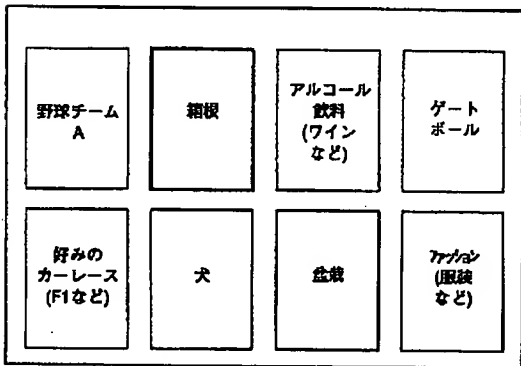 野球チーム
A
箱根
アルコール
飲料
(ワイン
など)
ゲート
ボール
好みの
カーレース
(F1など)
犬
盆栽
ファッション
(服装
など)